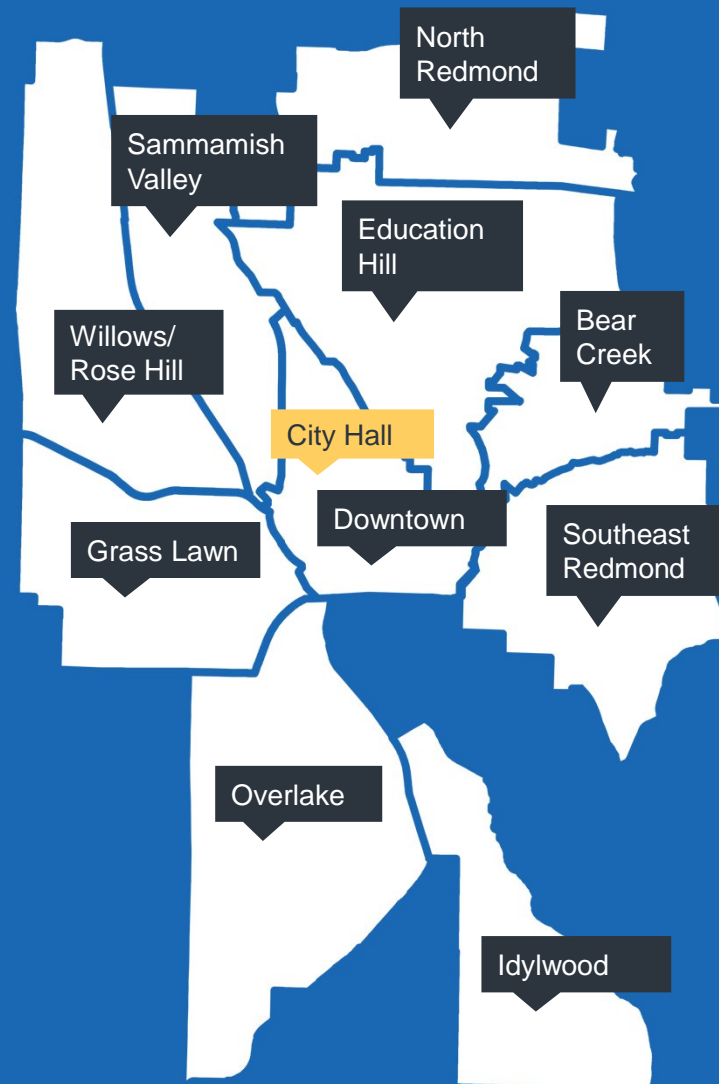 North
Redmond
Sammamish
Valley
Education
Hill
Bear
Creek
Willows/
Rose Hill
City Hall
Downtown
Grass Lawn
Southeast
Redmond
Overlake
Idylwood